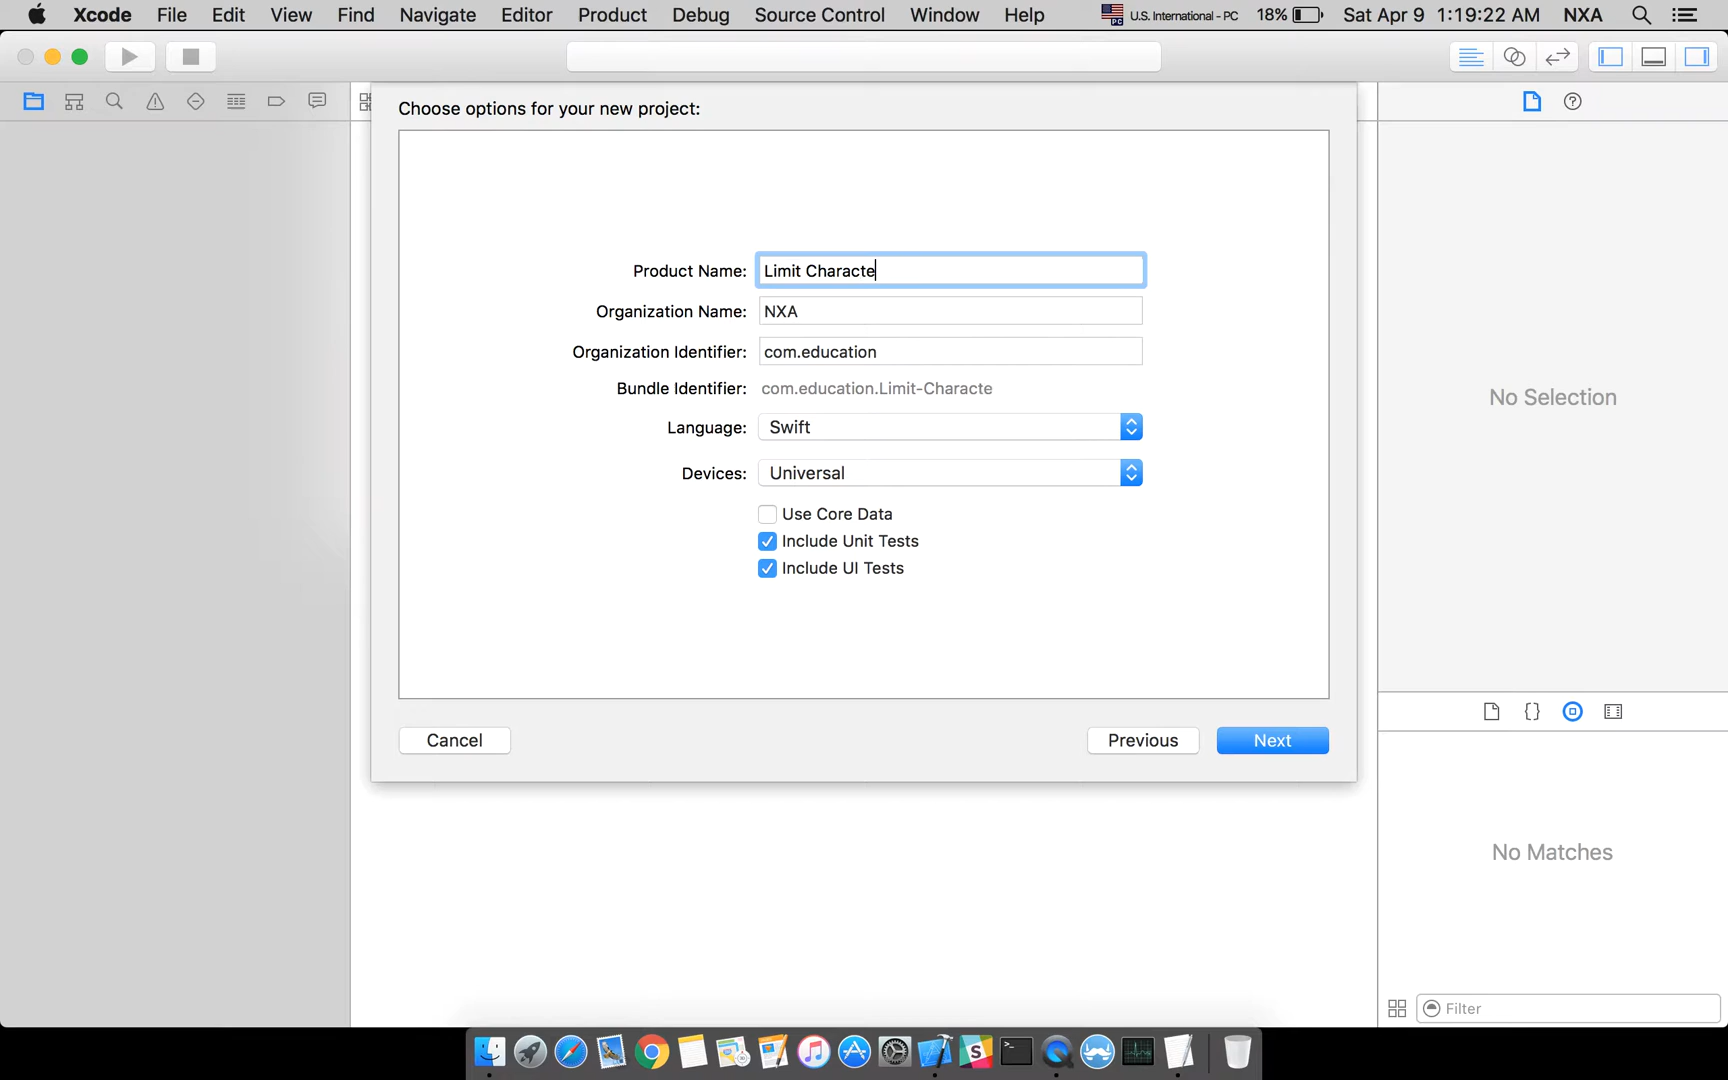 Xcode File Edit View Find Navigate Editor Product Debug Source Control Window Help U.S. International - PC 18% Sat Apr 9 1:19:22 AM NXA
Choose options for your new project:
Product Name: Limit Characte
Organization Name: NXA
Organization Identifier: com.education
Bundle Identifier: com.education.Limit-Characte
Language: Swift
Devices: Universal
Use Core Data
Include Unit Tests
Include UI Tests
Cancel Previous Next
No Selection
No Matches
Filter